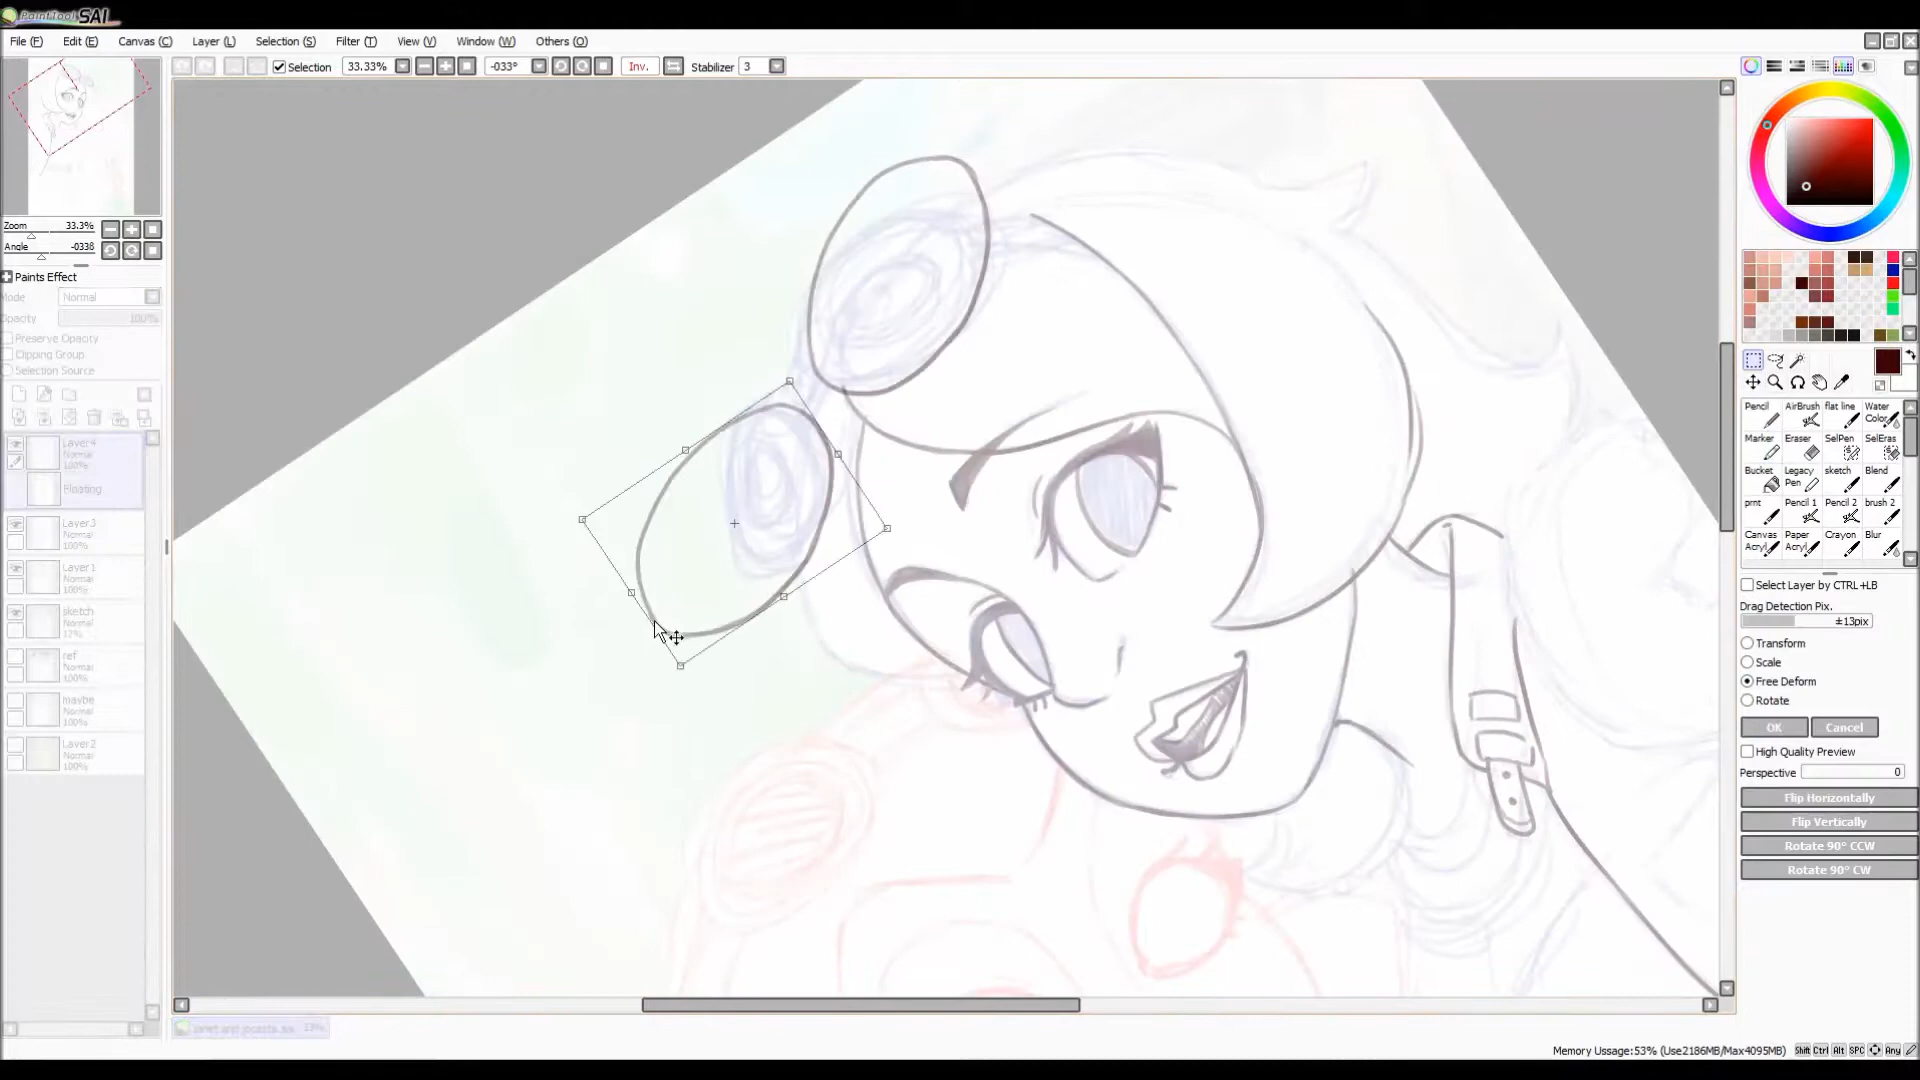 PaintTool SAI
File (F) Edit (E) Canvas (C) Layer (L) Selection (S) Filter (T) View (V) Window (W) Others (O)
Selection 33.33% -033° Inv. Stabilizer 3
Zoom 33.3%
Angle -0338
Paints Effect
Mode Normal
Opacity 100%
Preserve Opacity
Clipping Group
Selection Source
Layer4
Normal
100%
Floating
Layer3
Normal
100%
Layer1
Normal
100%
sketch
Normal
12%
ref
Normal
100%
maybe
Normal
100%
Layer2
Normal
100%
Pencil AirBrush flat line Water Color
Marker Eraser SelPen SelEras
Bucket Legacy Pen sketch Blend
prnt Pencil 1 Pencil 2 brush 2
Canvas Acryl Paper Acryl Crayon Blur
Select Layer by CTRL+LB
Drag Detection Pix.
±13pix
Transform
Scale
Free Deform
Rotate
OK Cancel
High Quality Preview
Perspective 0
Flip Horizontally
Flip Vertically
Rotate 90° CCW
Rotate 90° CW
Memory Ussage:53% (Use2186MB/Max4095MB) Shift Ctrl Alt SPC Any